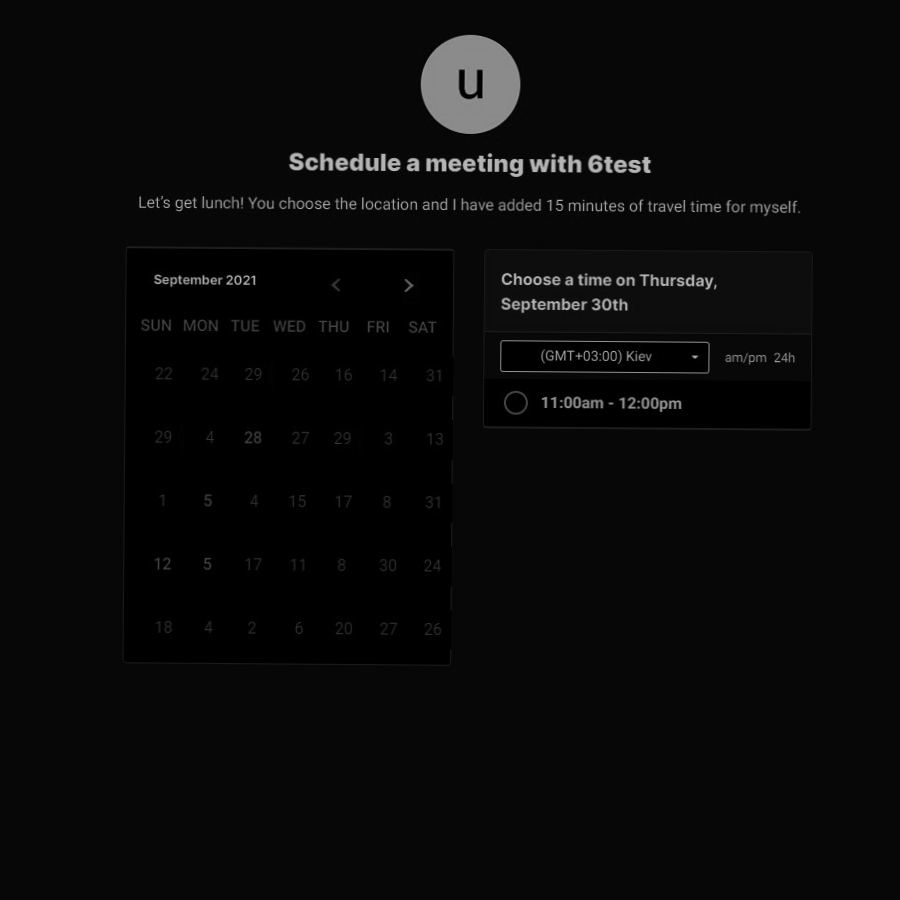 u
Schedule a meeting with 6test
Let's get lunch! You choose the location and I have added 15 minutes of travel time for myself.
September 2021
SUN MON TUE WED THU FRI SAT
22 24 29 26 16 14 31
29 4 28 27 29 3 13
1 5 4 15 17 8 31
12 5 17 11 8 30 24
18 4 2 6 20 27 26
Choose a time on Thursday,
September 30th
(GMT+03:00) Kiev am/pm 24h
11:00am - 12:00pm